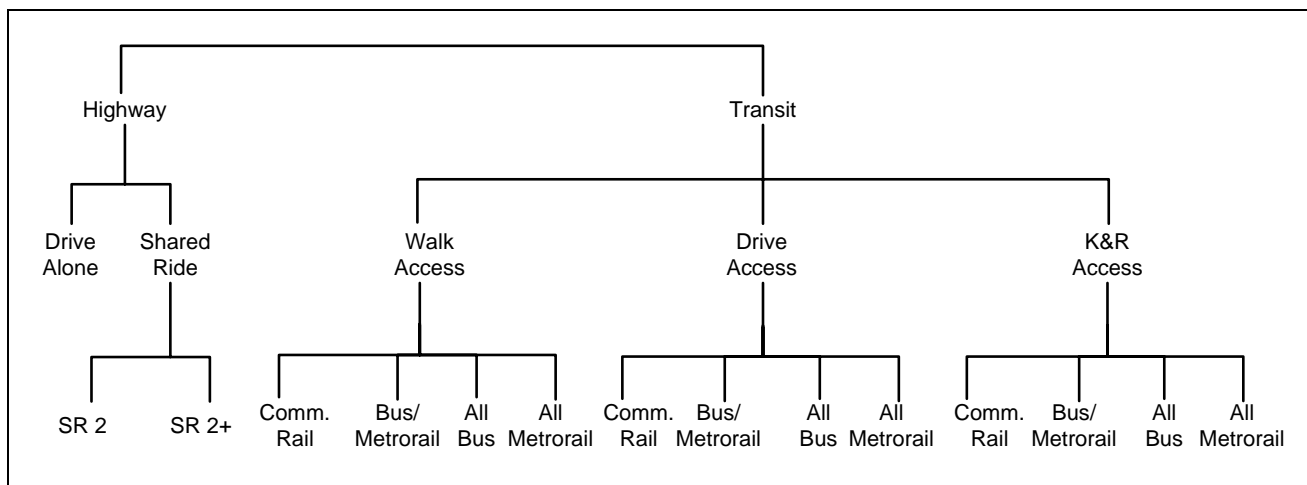 Highway
Transit
Drive
Alone
Shared
Ride
Walk
Access
Drive
Access
K&R
Access
SR 2
SR 2+
Comm.
Rail
Bus/
Metrorail
All
Bus
All
Metrorail
Comm.
Rail
Bus/
Metrorail
All
Bus
All
Metrorail
Comm.
Rail
Bus/
Metrorail
All
Bus
All
Metrorail